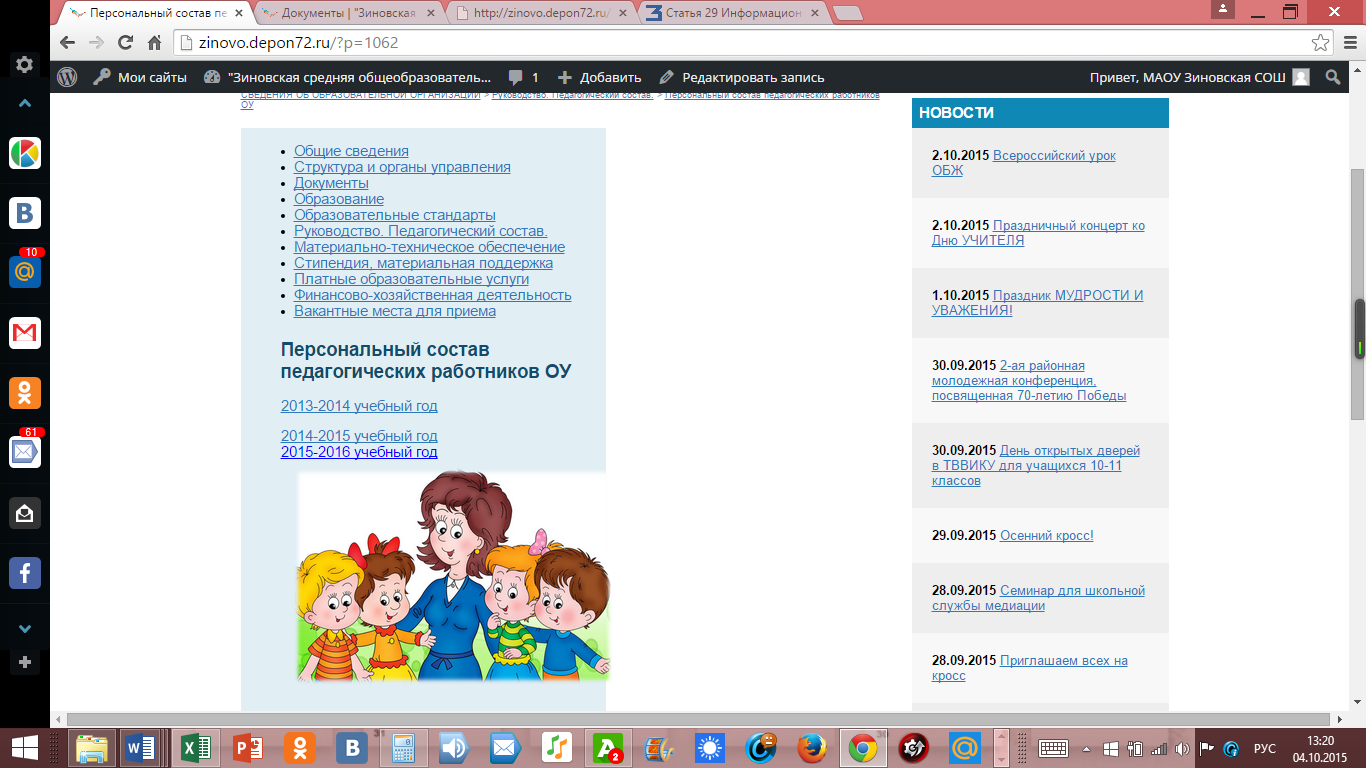 Персональный состав пе
Документы | "Зиновская
http://zinovo.depon72.ru/
Статья 29 Информацион
zinovo.depon72.ru/?p=1062
Мои сайты
"Зиновская средняя общеобразователь...
1
Добавить
Редактировать запись
Привет, МАОУ Зиновская СОШ
СВЕДЕНИЯ ОБ ОБРАЗОВАТЕЛЬНОЙ ОРГАНИЗАЦИИ > Руководство. Педагогический состав. > Персональный состав педагогических работников
ОУ
Общие сведения
Структура и органы управления
Документы
Образование
Образовательные стандарты
Руководство. Педагогический состав.
Материально-техническое обеспечение
Стипендия, материальная поддержка
Платные образовательные услуги
Финансово-хозяйственная деятельность
Вакантные места для приема
Персональный состав
педагогических работников ОУ
2013-2014 учебный год
2014-2015 учебный год
2015-2016 учебный год
НОВОСТИ
2.10.2015 Всероссийский урок
ОБЖ
2.10.2015 Праздничный концерт ко
Дню УЧИТЕЛЯ
1.10.2015 Праздник МУДРОСТИ И
УВАЖЕНИЯ!
30.09.2015 2-ая районная
молодежная конференция,
посвященная 70-летию Победы
30.09.2015 День открытых дверей
в ТВВИКУ для учащихся 10-11
классов
29.09.2015 Осенний кросс!
28.09.2015 Семинар для школьной
службы медиации
28.09.2015 Приглашаем всех на
кросс
10
61
31
2
30
РУС
13:20
04.10.2015